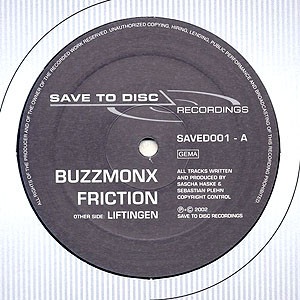 ALL RIGHT OF THE PRODUCER AND OF THE OWNER OF THE RECORDED WORK RESERVED. UNAUTHORIZED COPYING, HIRING, LENDING, PUBLIC PERFORMANCE AND BROADCASTING OF THIS RECORDING PROHIBITED
SAVE TO DISC
RECORDINGS
SAVED001 - A
GEMA
BUZZMONX
FRICTION
OTHER SIDE: LIFTINGEN
ALL TRACKS WRITTEN
AND PRODUCED BY
SASCHA HASKE &
SEBASTIAN PLEHN
COPYRIGHT CONTROL
℗+© 2002
SAVE TO DISC RECORDINGS